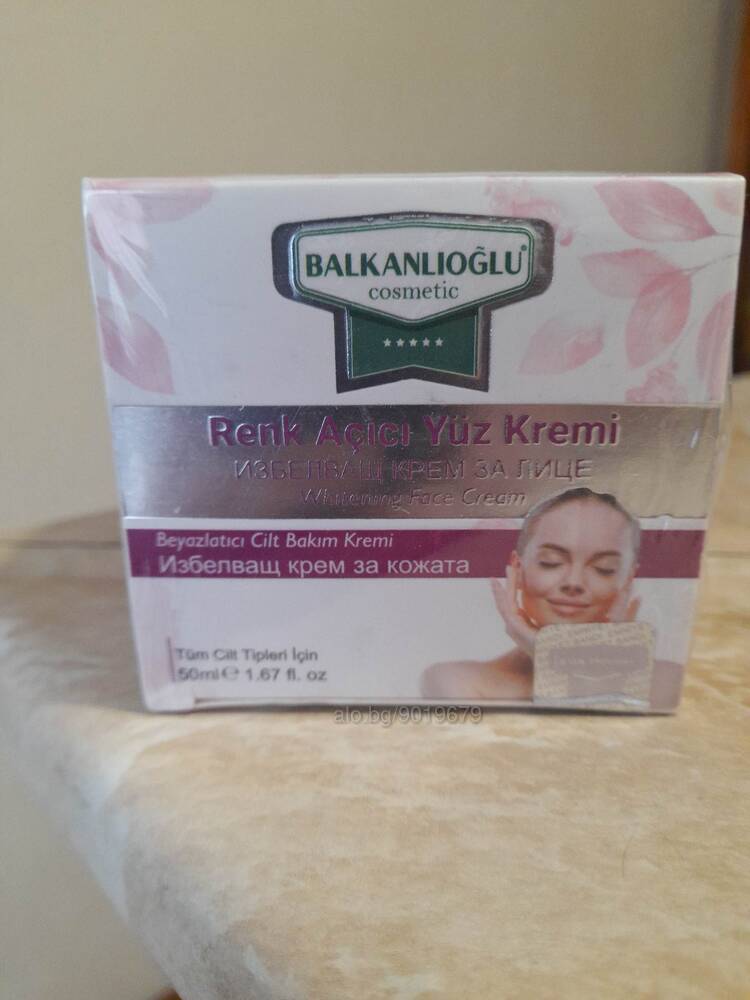 BALKANLIOĞLU®
cosmetic
Renk Açıcı Yüz Kremi
ИЗБЕЛВАЩ КРЕМ ЗА ЛИЦЕ
Whitening Face Cream
Beyazlatıcı Cilt Bakım Kremi
Избелващ крем за кожата
Tüm Cilt Tipleri İçin
50ml ℮ 1.67 fl. oz
alo.bg/9019679